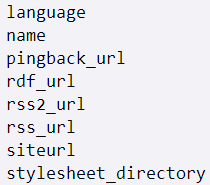 language
name
pingback_url
rdf_url
rss2_url
rss_url
siteurl
stylesheet_directory